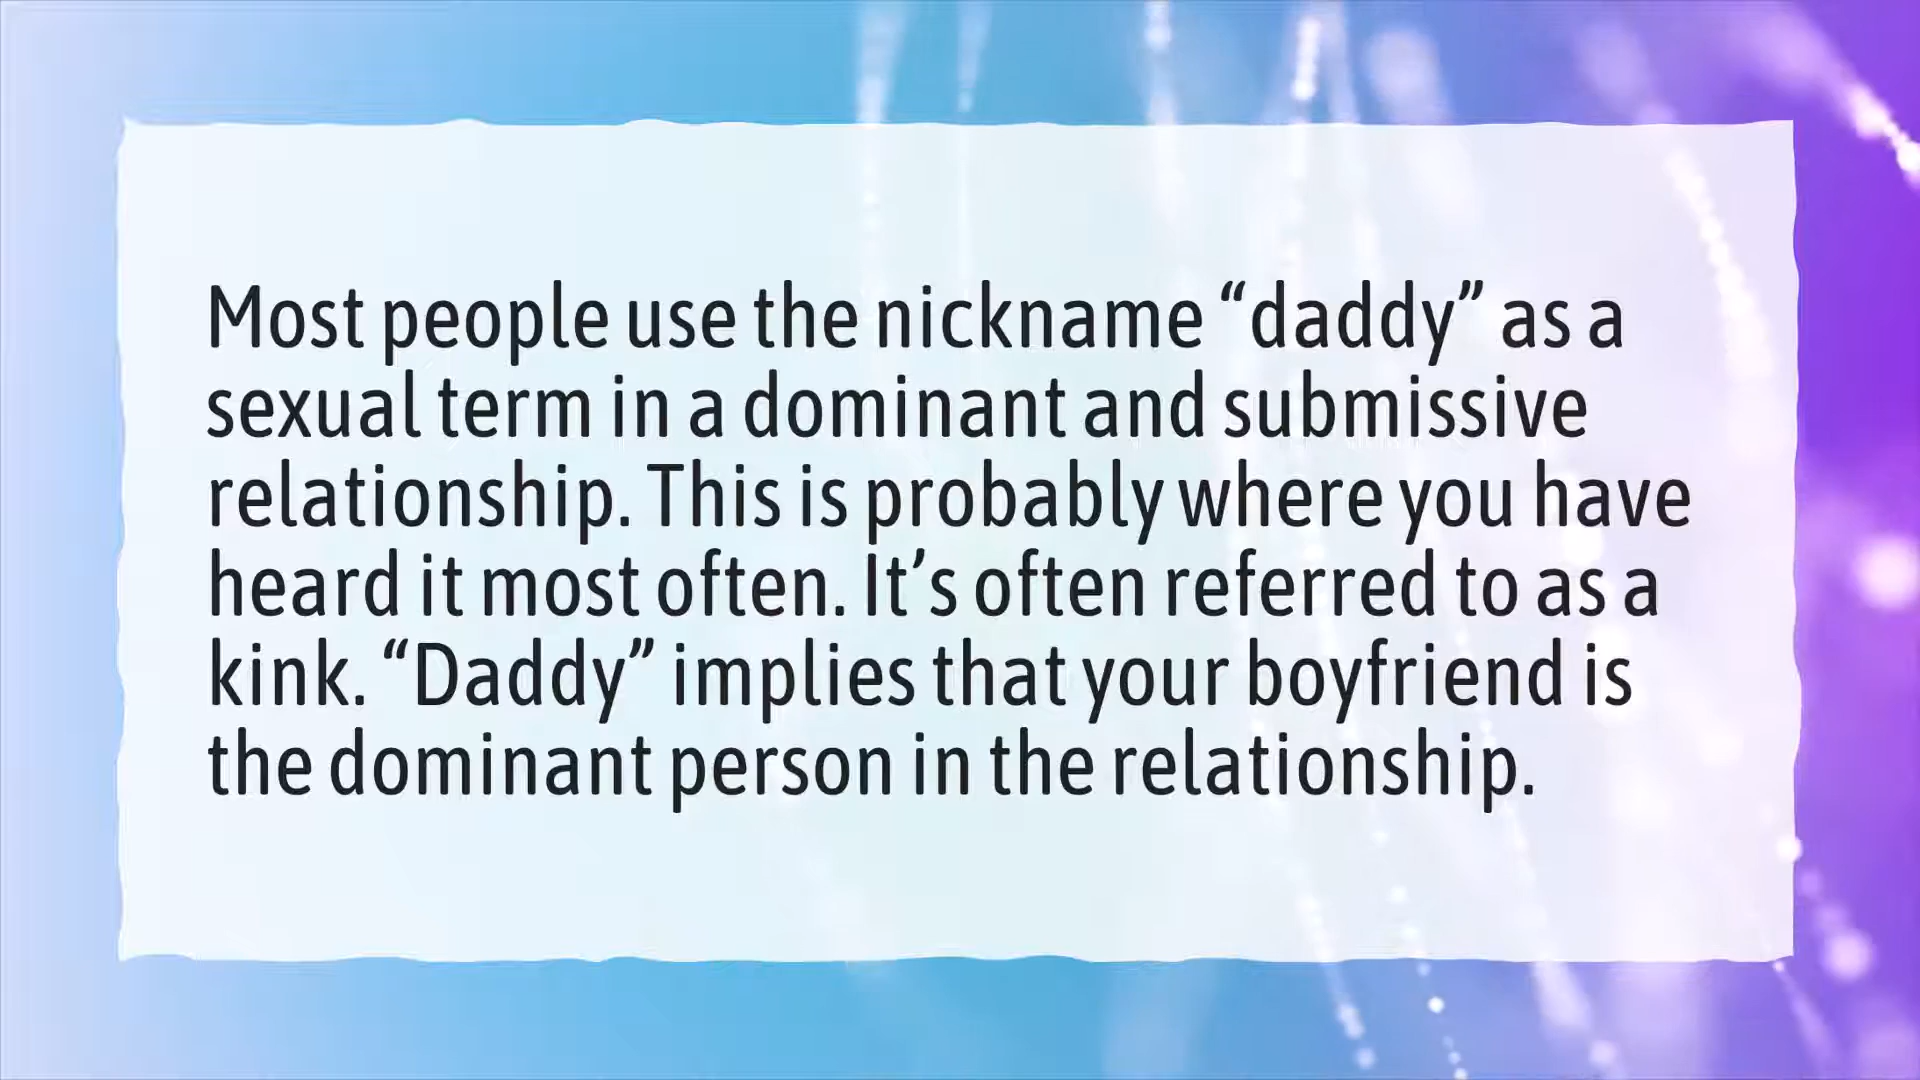 Most people use the nickname “daddy” as a
sexual term in a dominant and submissive
relationship. This is probably where you have
heard it most often. It’s often referred to as a
kink. “Daddy” implies that your boyfriend is
the dominant person in the relationship.